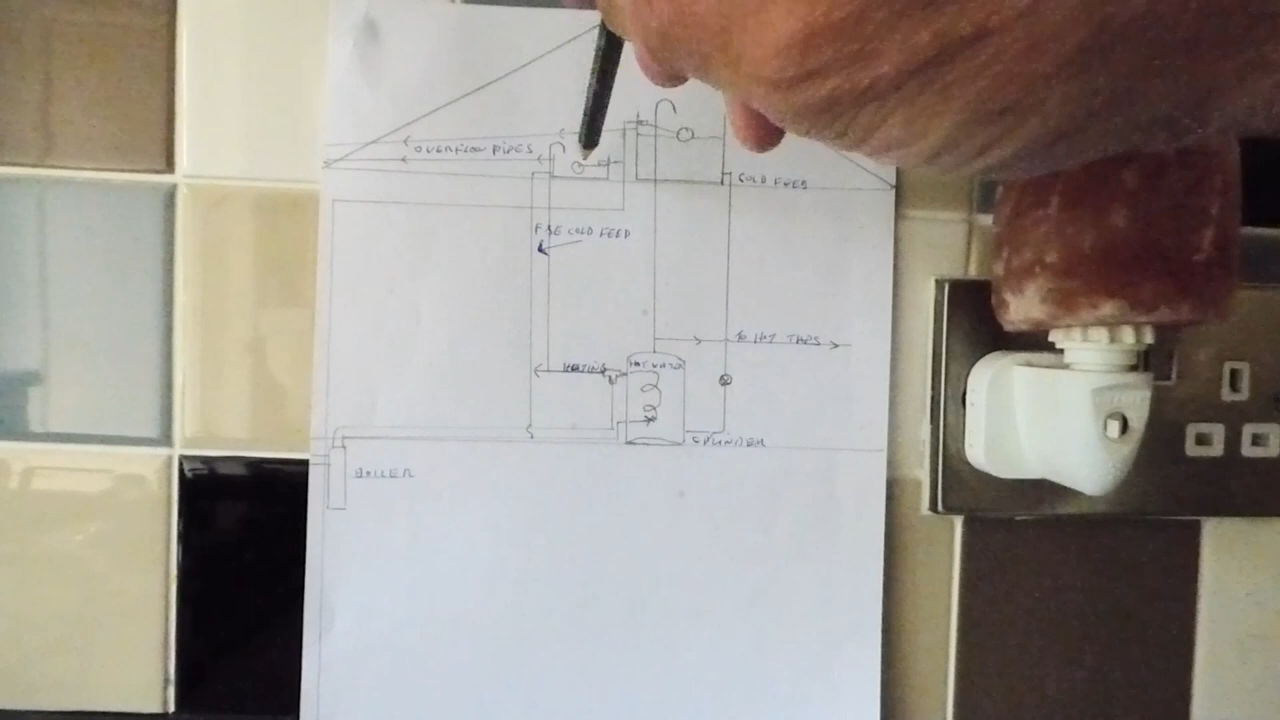 OVERFLOW PIPES
COLD FEED
F&E COLD FEED
TO HOT TAPS
HEATING
HOT WATER
CYLINDER
BOILER